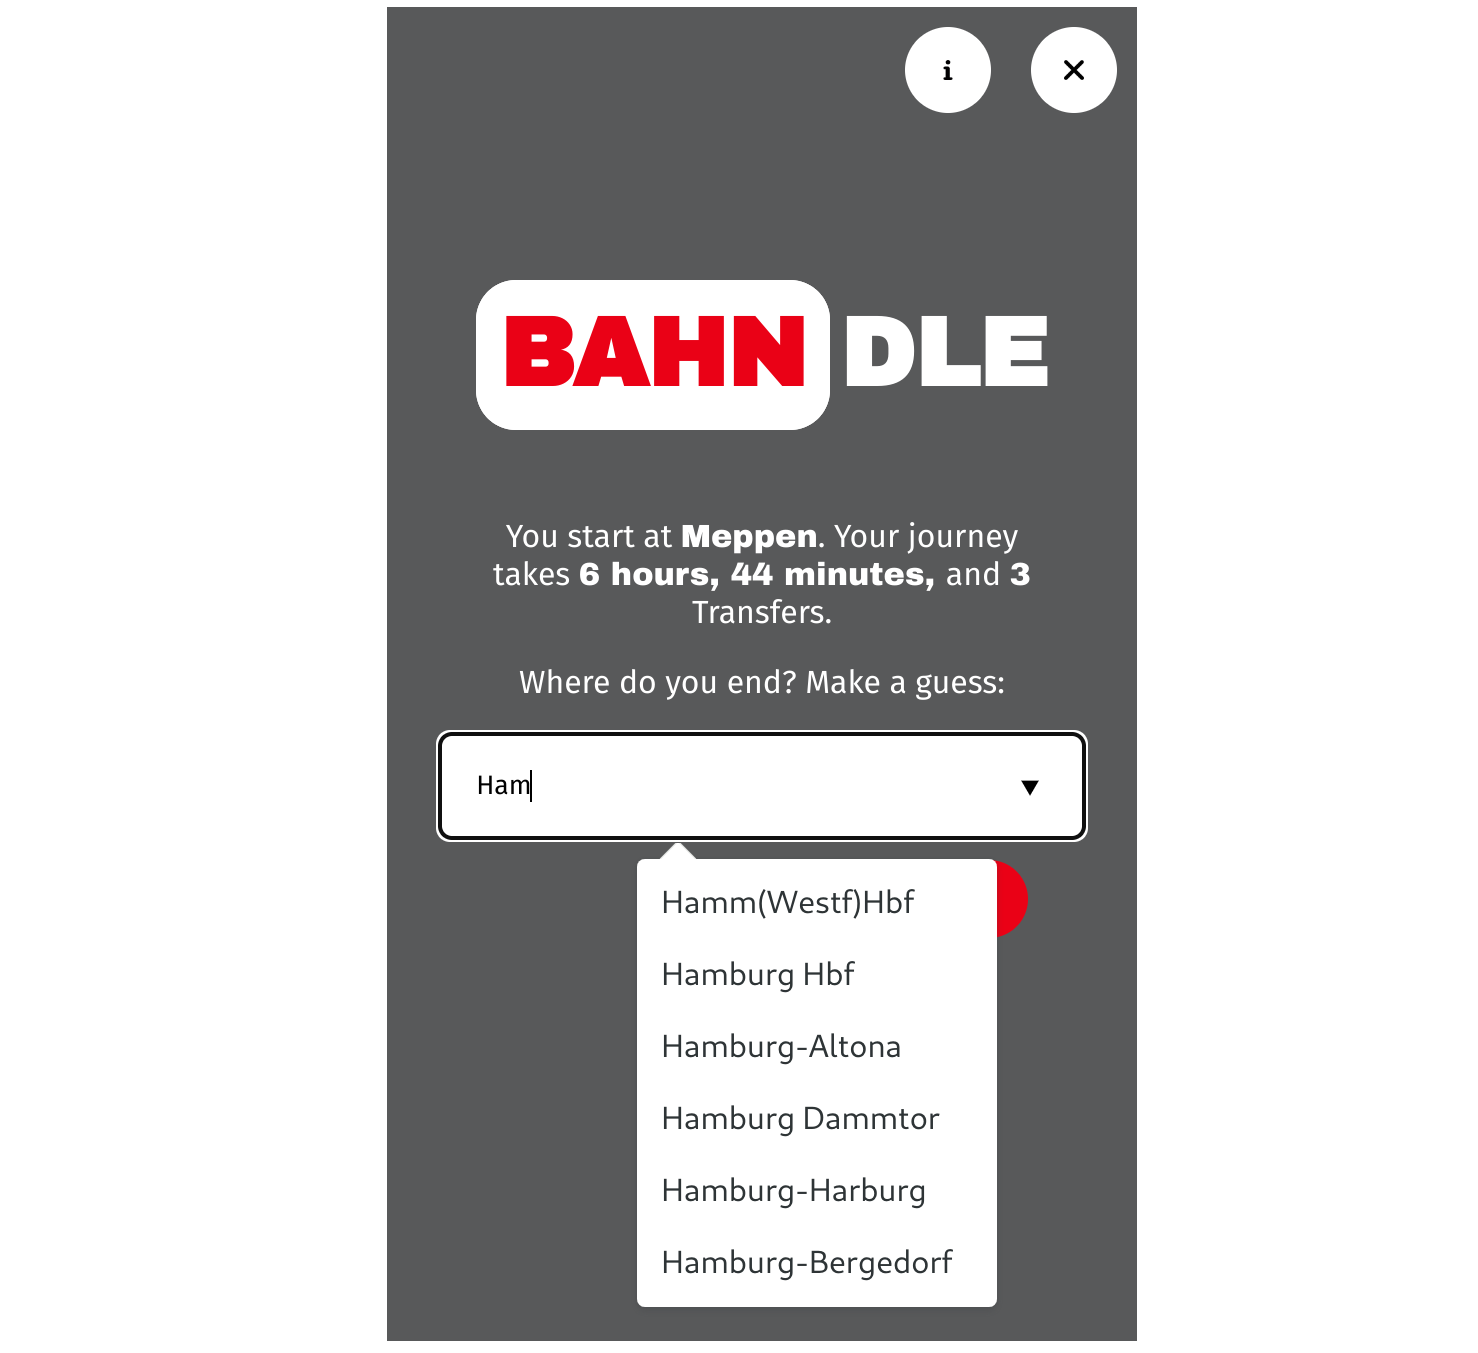 i ✕
BAHN DLE
You start at Meppen. Your journey
takes 6 hours, 44 minutes, and 3
Transfers.
Where do you end? Make a guess:
Ham
Hamm(Westf)Hbf
Hamburg Hbf
Hamburg-Altona
Hamburg Dammtor
Hamburg-Harburg
Hamburg-Bergedorf